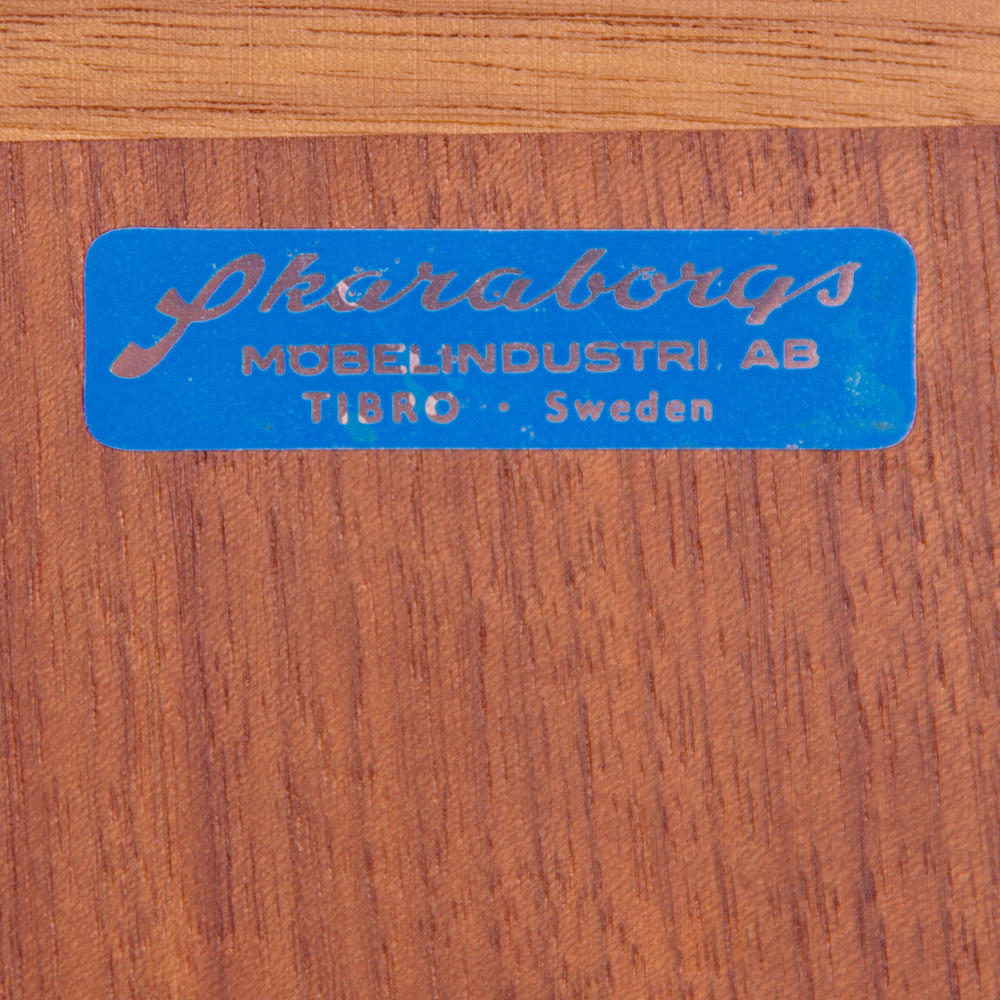 Skaraborgs
MÖBELINDUSTRI AB
TIBRO · Sweden